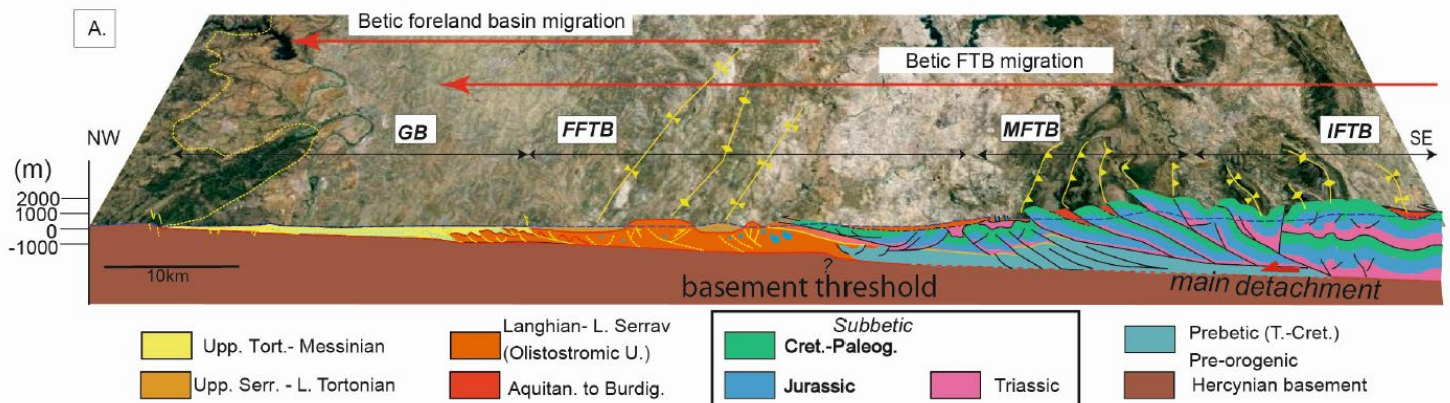 A.
Betic foreland basin migration
Betic FTB migration
NW
GB
FFTB
MFTB
IFTB
SE
(m)
2000
1000
0
-1000
10km
?
basement threshold
main detachment
Upp. Tort.- Messinian
Upp. Serr. - L. Tortonian
Langhian- L. Serrav
(Olistostromic U.)
Aquitan. to Burdig.
Subbetic
Cret.-Paleog.
Jurassic
Triassic
Prebetic (T.-Cret.)
Pre-orogenic
Hercynian basement